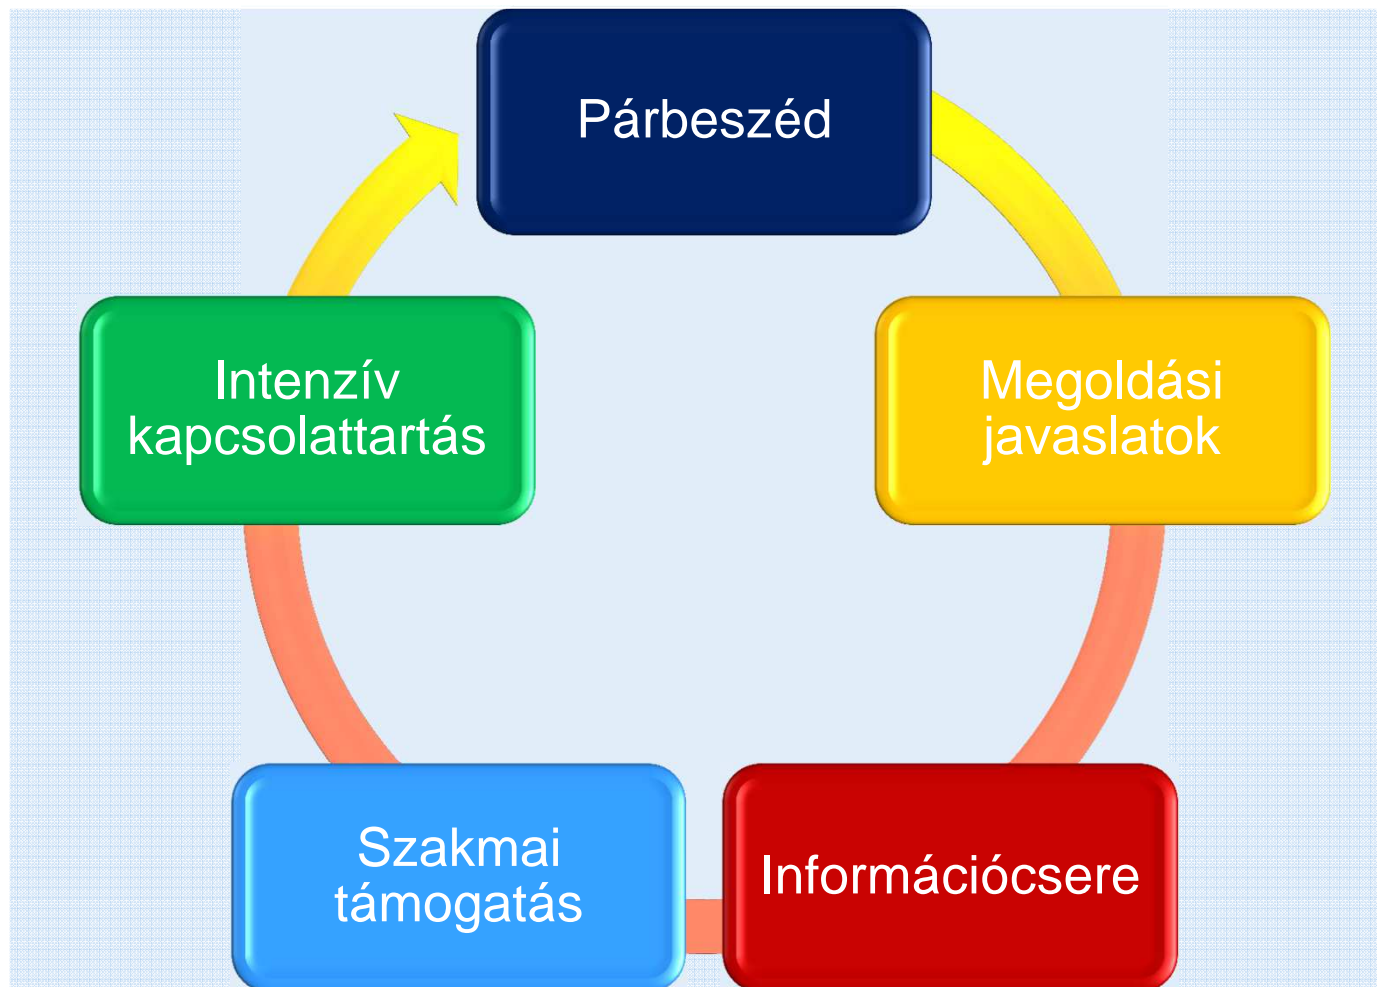 Párbeszéd
Megoldási
javaslatok
Információcsere
Szakmai
támogatás
Intenzív
kapcsolattartás